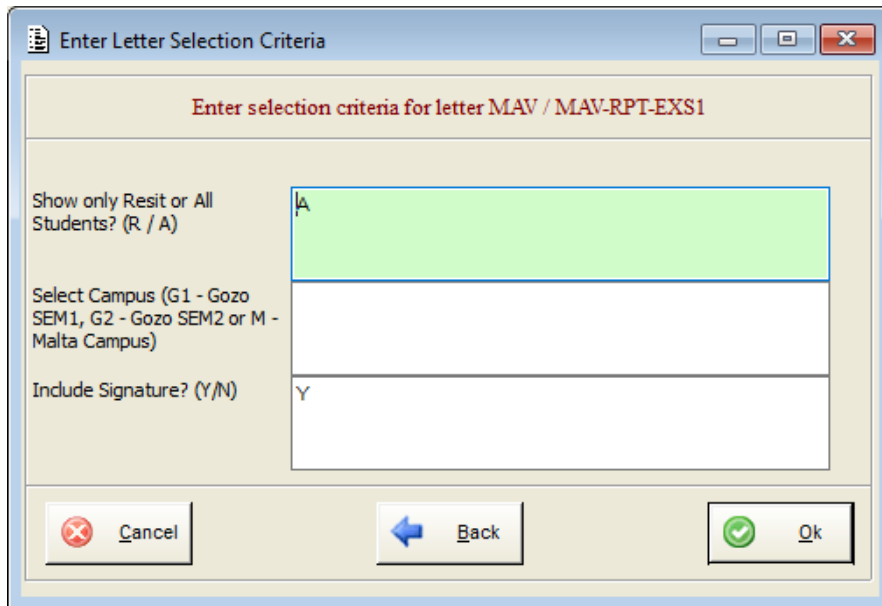 Enter Letter Selection Criteria
Enter selection criteria for letter MAV / MAV-RPT-EXS1
Show only Resit or All
Students? (R / A)
A
Select Campus (G1 - Gozo
SEM1, G2 - Gozo SEM2 or M -
Malta Campus)
Include Signature? (Y/N)
Y
Cancel
Back
Ok